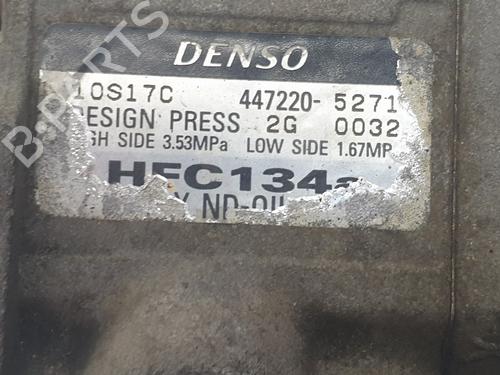 DENSO
10S17C 447220-5271
DESIGN PRESS 2G 0032
HIGH SIDE 3.53MPa LOW SIDE 1.67MP
HFC134a
ND-OIL
B-PARTS